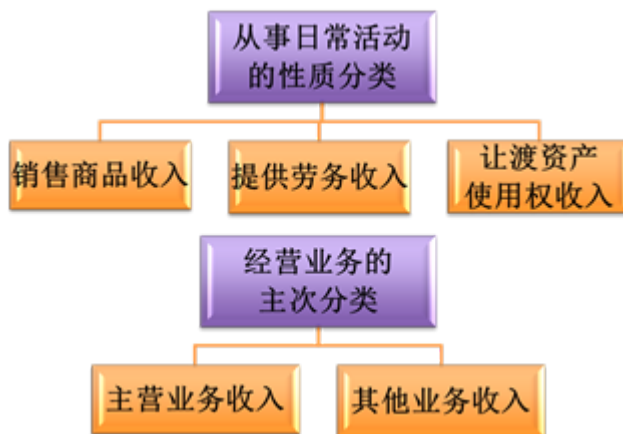 从事日常活动
的性质分类
销售商品收入
提供劳务收入
让渡资产
使用权收入
经营业务的
主次分类
主营业务收入
其他业务收入